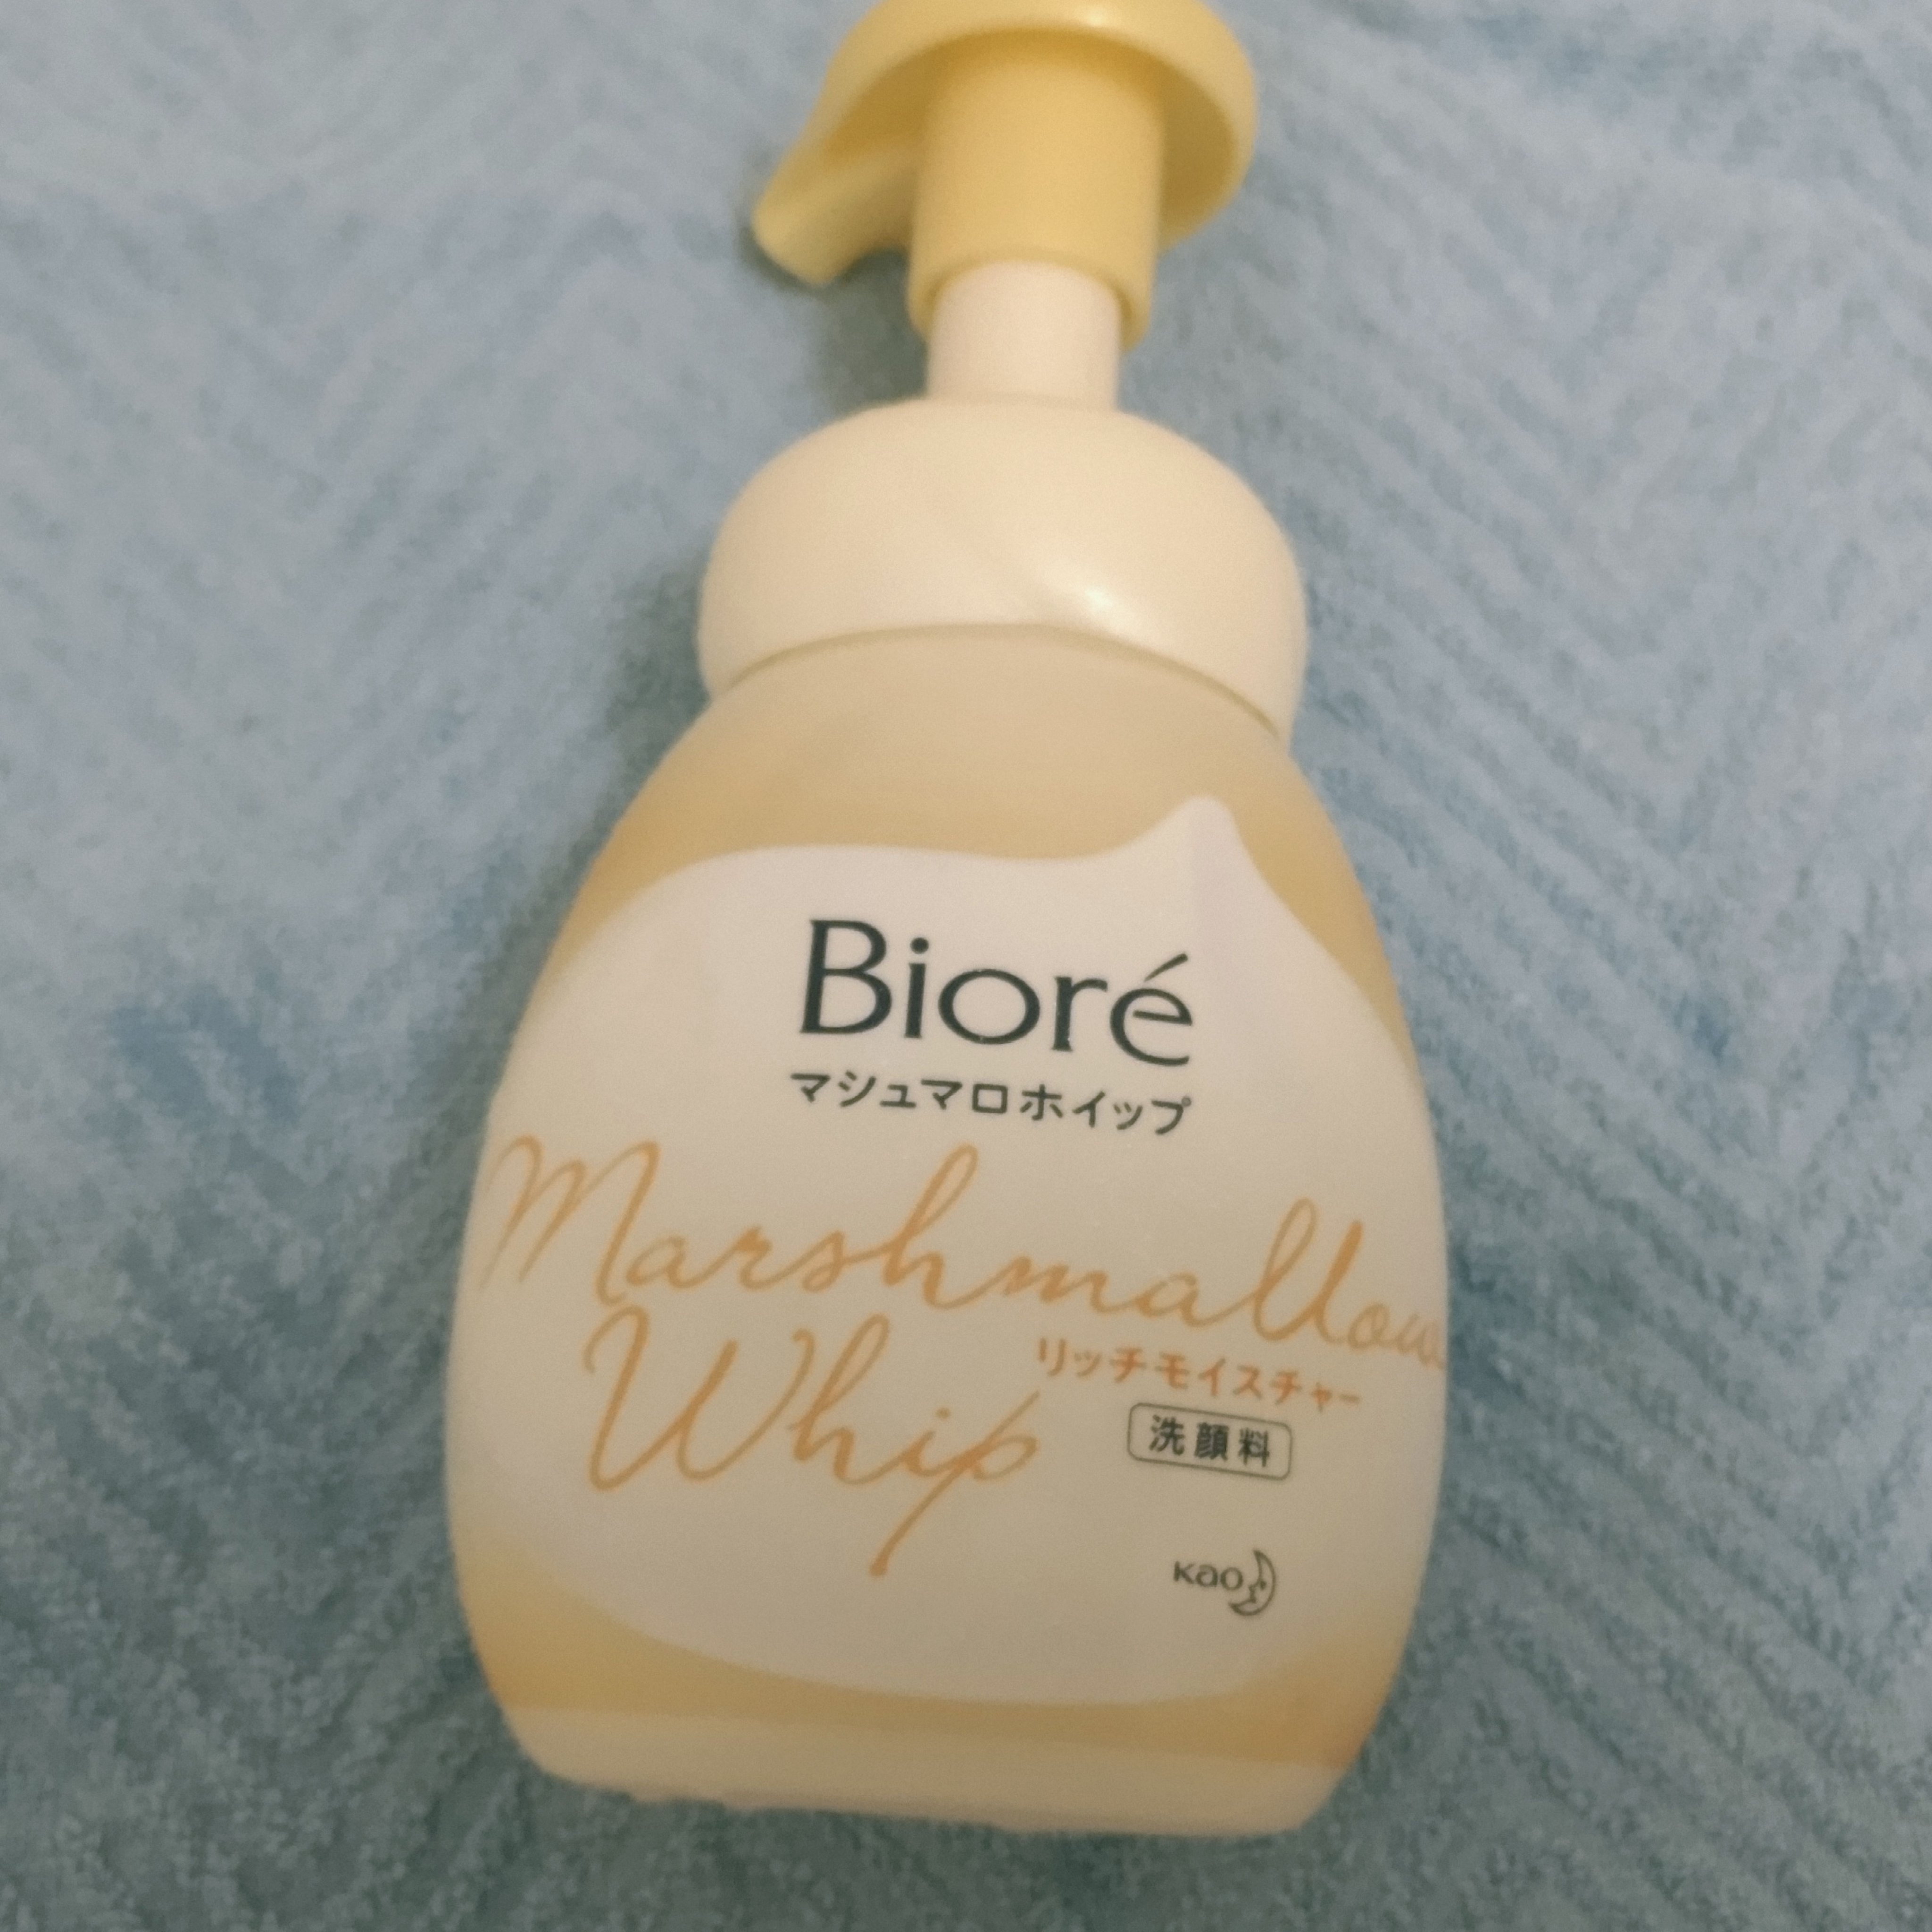 Bioré
マシュマロホイップ
Marshmallow
Whip
リッチモイスチャー
洗顔料
Kao